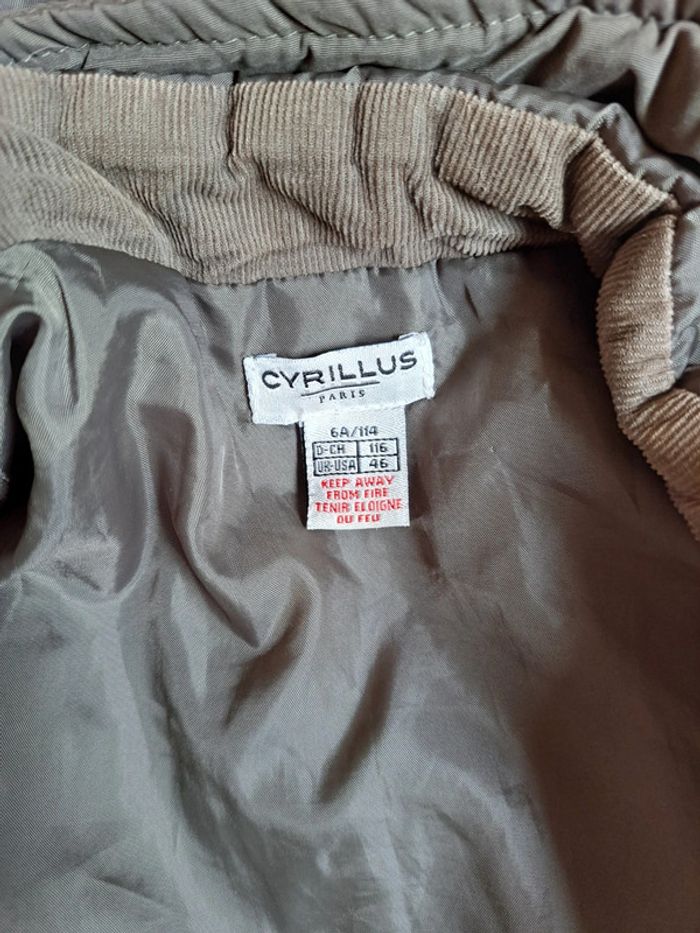 CYRILLUS
PARIS
6A/114
D-CH 116
UK-USA 46
KEEP AWAY
FROM FIRE
TENIR ELOIGNE
DU FEU